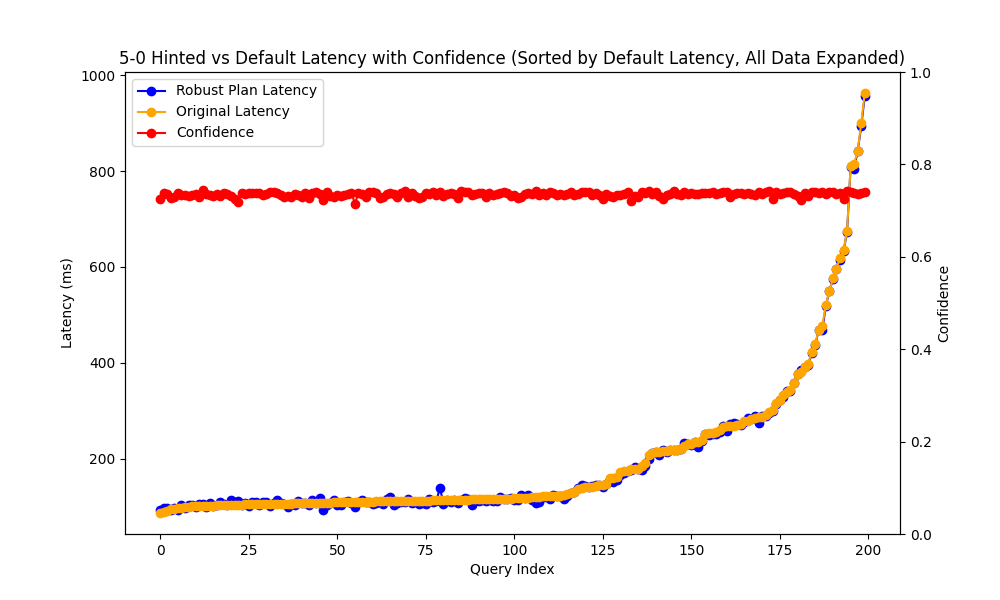 5-0 Hinted vs Default Latency with Confidence (Sorted by Default Latency, All Data Expanded)
Robust Plan Latency
Original Latency
Confidence
1000
800
600
400
200
Latency (ms)
1.0
0.8
0.6
0.4
0.2
0.0
Confidence
0 25 50 75 100 125 150 175 200
Query Index